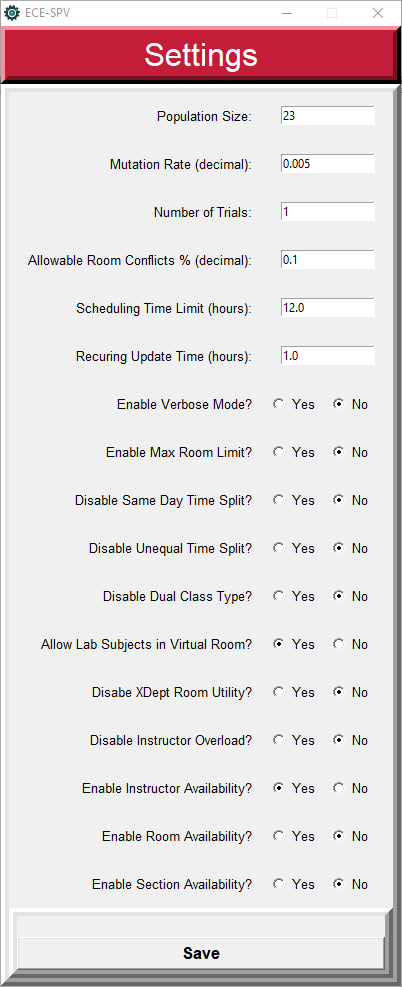 ECE-SPV
Settings
Population Size: 23
Mutation Rate (decimal): 0.005
Number of Trials: 1
Allowable Room Conflicts % (decimal): 0.1
Scheduling Time Limit (hours): 12.0
Recuring Update Time (hours): 1.0
Enable Verbose Mode? Yes No
Enable Max Room Limit? Yes No
Disable Same Day Time Split? Yes No
Disable Unequal Time Split? Yes No
Disable Dual Class Type? Yes No
Allow Lab Subjects in Virtual Room? Yes No
Disabe XDept Room Utility? Yes No
Disable Instructor Overload? Yes No
Enable Instructor Availability? Yes No
Enable Room Availability? Yes No
Enable Section Availability? Yes No
Save